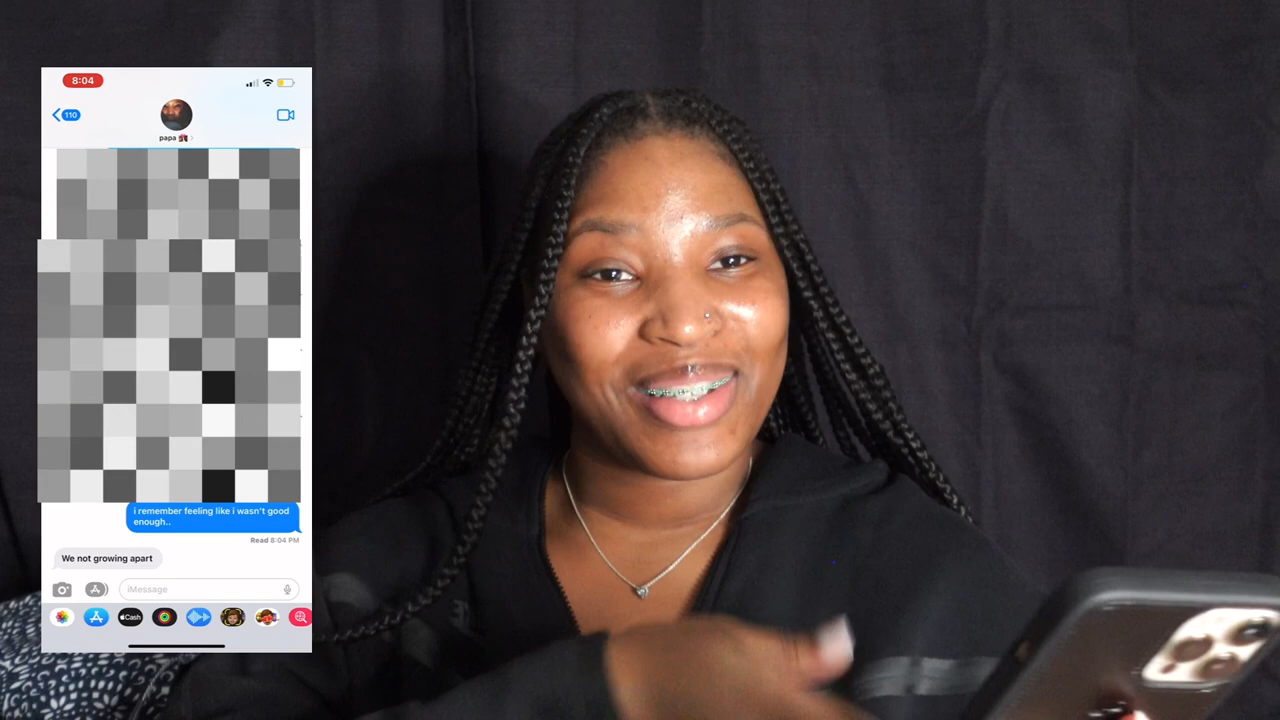 8:04
110
papa
i remember feeling like i wasn't good
enough..
Read 8:04 PM
We not growing apart
iMessage
Cash